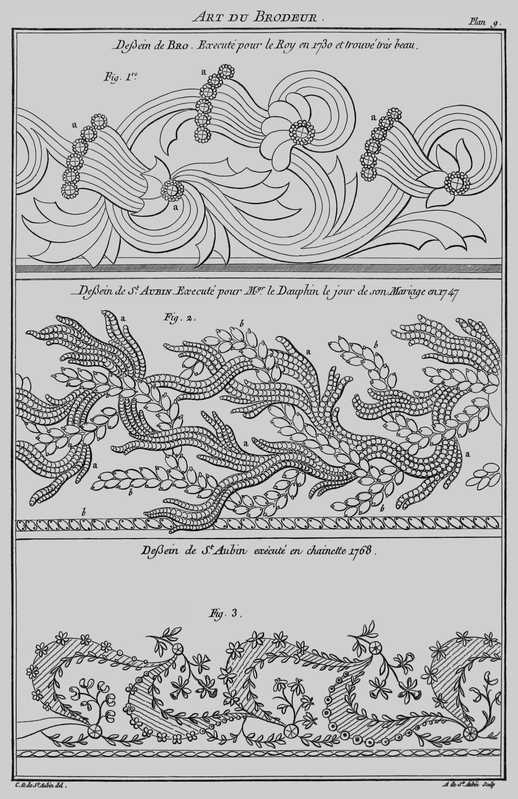 ART DU BRODEUR.
Plan 9.
Deßein de BRO. Executé pour le Roy en 1730 et trouvé très beau.
Fig. 1re
a
a
a
a
Deßein de St. AUBIN. Executé pour Mgr. le Dauphin le jour de son Mariage en 1747
Fig. 2.
a
b
a
b
a
a
a
b
b
b
Deßein de St. Aubin exécuté en chainette 1768.
Fig. 3.
C. G. de St. Aubin del.
A. de St. Aubin Sculp